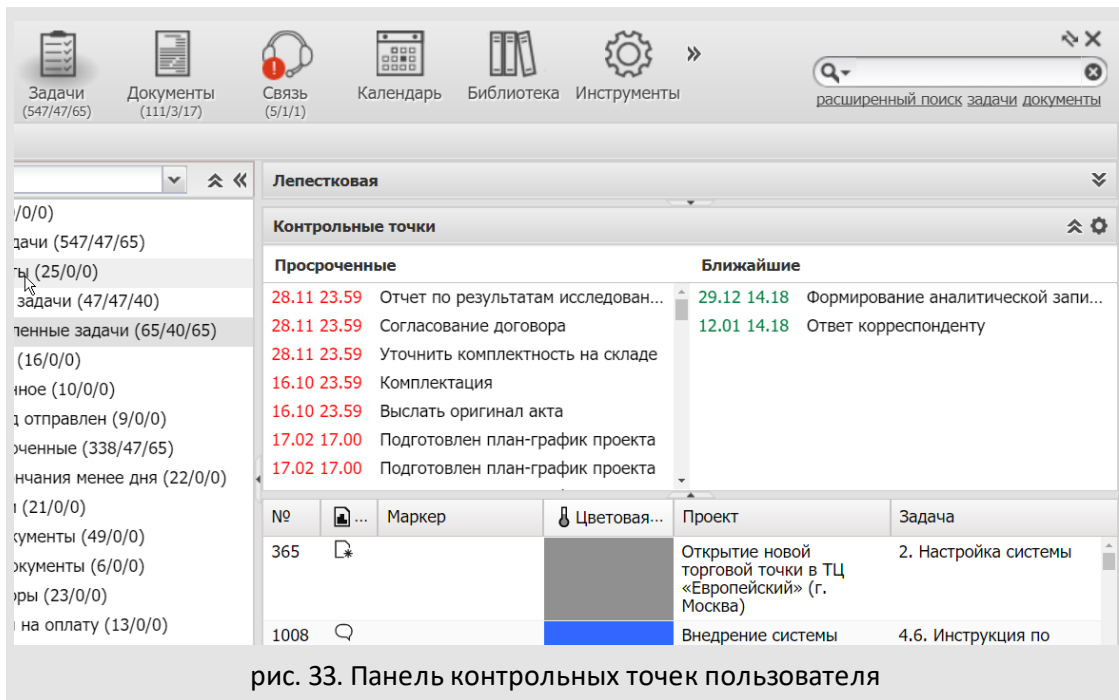 Задачи
(547/47/65)
Документы
(111/3/17)
Связь
(5/1/1)
Календарь
Библиотека
Инструменты
»
расширенный поиск задачи документы
/0/0)
дачи (547/47/65)
ты (25/0/0)
задачи (47/47/40)
ленные задачи (65/40/65)
(16/0/0)
нное (10/0/0)
д отправлен (9/0/0)
оченные (338/47/65)
нчания менее дня (22/0/0)
и (21/0/0)
кументы (49/0/0)
окументы (6/0/0)
оры (23/0/0)
на оплату (13/0/0)
Лепестковая
Контрольные точки
Просроченные
28.11 23.59 Отчет по результатам исследован...
28.11 23.59 Согласование договора
28.11 23.59 Уточнить комплектность на складе
16.10 23.59 Комплектация
16.10 23.59 Выслать оригинал акта
17.02 17.00 Подготовлен план-график проекта
17.02 17.00 Подготовлен план-график проекта
Ближайшие
29.12 14.18 Формирование аналитической запи...
12.01 14.18 Ответ корреспонденту
№ ... Маркер Цветовая... Проект Задача
365 Открытие новой 2. Настройка системы
торговой точки в ТЦ
«Европейский» (г.
Москва)
1008 Внедрение системы 4.6. Инструкция по
рис. 33. Панель контрольных точек пользователя